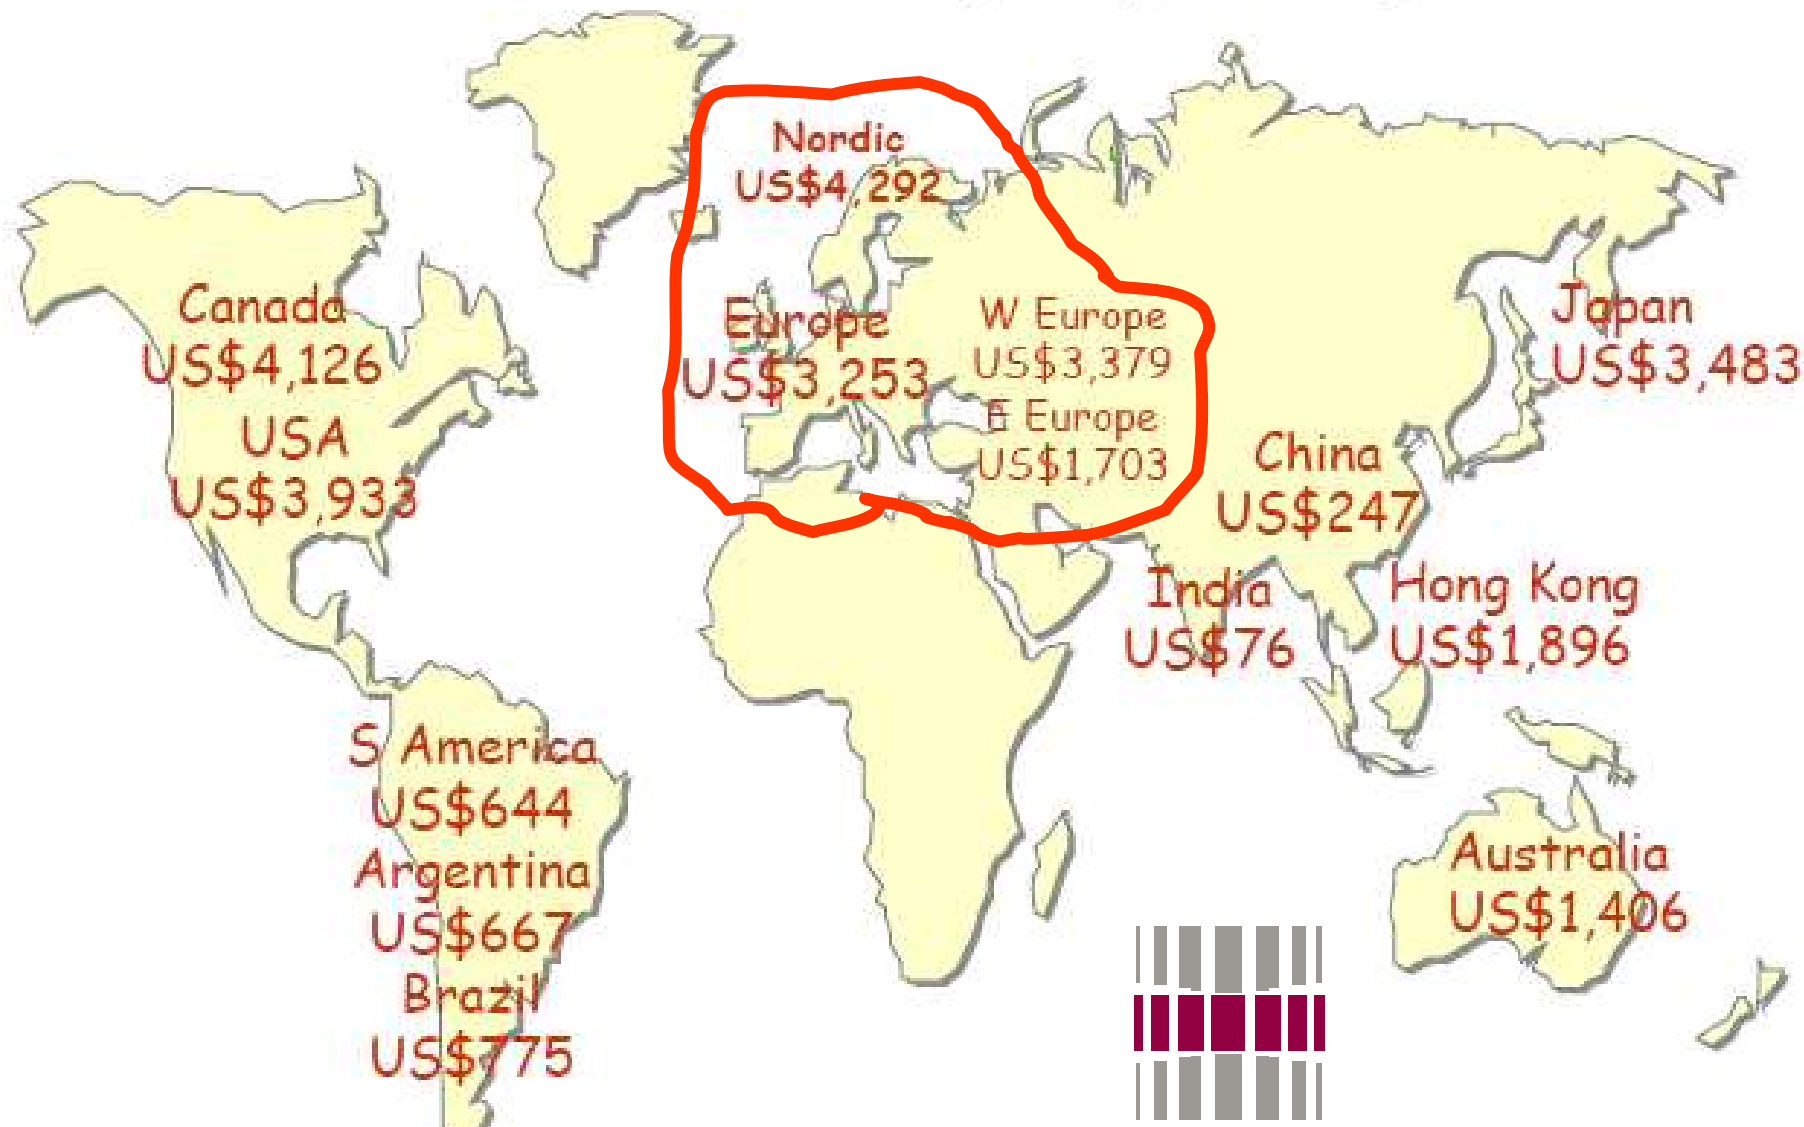 Nordic
US$4,292
Canada
US$4,126
USA
US$3,933
Europe
US$3,253
W Europe
US$3,379
E Europe
US$1,703
Japan
US$3,483
China
US$247
India
US$76
Hong Kong
US$1,896
S America
US$644
Argentina
US$667
Brazil
US$775
Australia
US$1,406